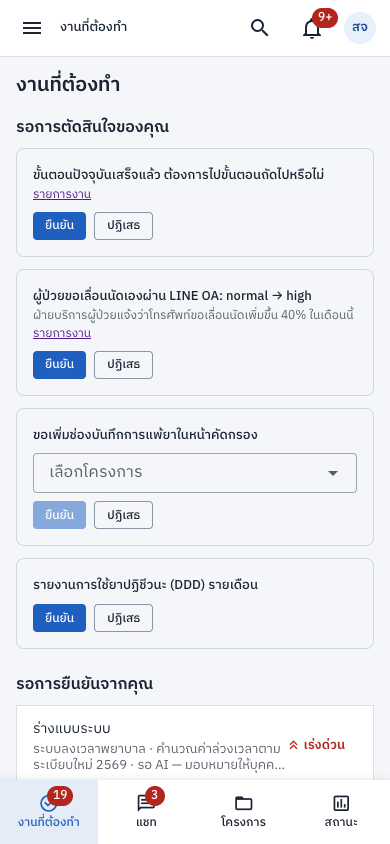 งานที่ต้องทำ
9+
สจ
งานที่ต้องทำ
รอการตัดสินใจของคุณ
ขั้นตอนปัจจุบันเสร็จแล้ว ต้องการไปขั้นตอนถัดไปหรือไม่
รายการงาน
ยืนยัน
ปฏิเสธ
ผู้ป่วยขอเลื่อนนัดเองผ่าน LINE OA: normal → high
ฝ่ายบริการผู้ป่วยแจ้งว่าโทรศัพท์ขอเลื่อนนัดเพิ่มขึ้น 40% ในเดือนนี้
รายการงาน
ยืนยัน
ปฏิเสธ
ขอเพิ่มช่องบันทึกการแพ้ยาในหน้าคัดกรอง
เลือกโครงการ
ยืนยัน
ปฏิเสธ
รายงานการใช้ยาปฏิชีวนะ (DDD) รายเดือน
ยืนยัน
ปฏิเสธ
รอการยืนยันจากคุณ
ร่างแบบระบบ
ระบบลงเวลาพยาบาล · คำนวณค่าล่วงเวลาตาม
ระเบียบใหม่ 2569 · รอ AI — มอบหมายให้บุคค...
เร่งด่วน
19
งานที่ต้องทำ
3
แชท
โครงการ
สถานะ